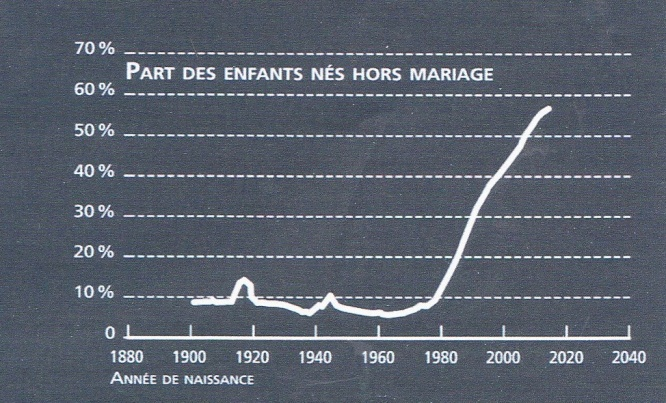 70 %
PART DES ENFANTS NÉS HORS MARIAGE
60 %
50 %
40 %
30 %
20 %
10 %
0
1880 1900 1920 1940 1960 1980 2000 2020 2040
ANNÉE DE NAISSANCE